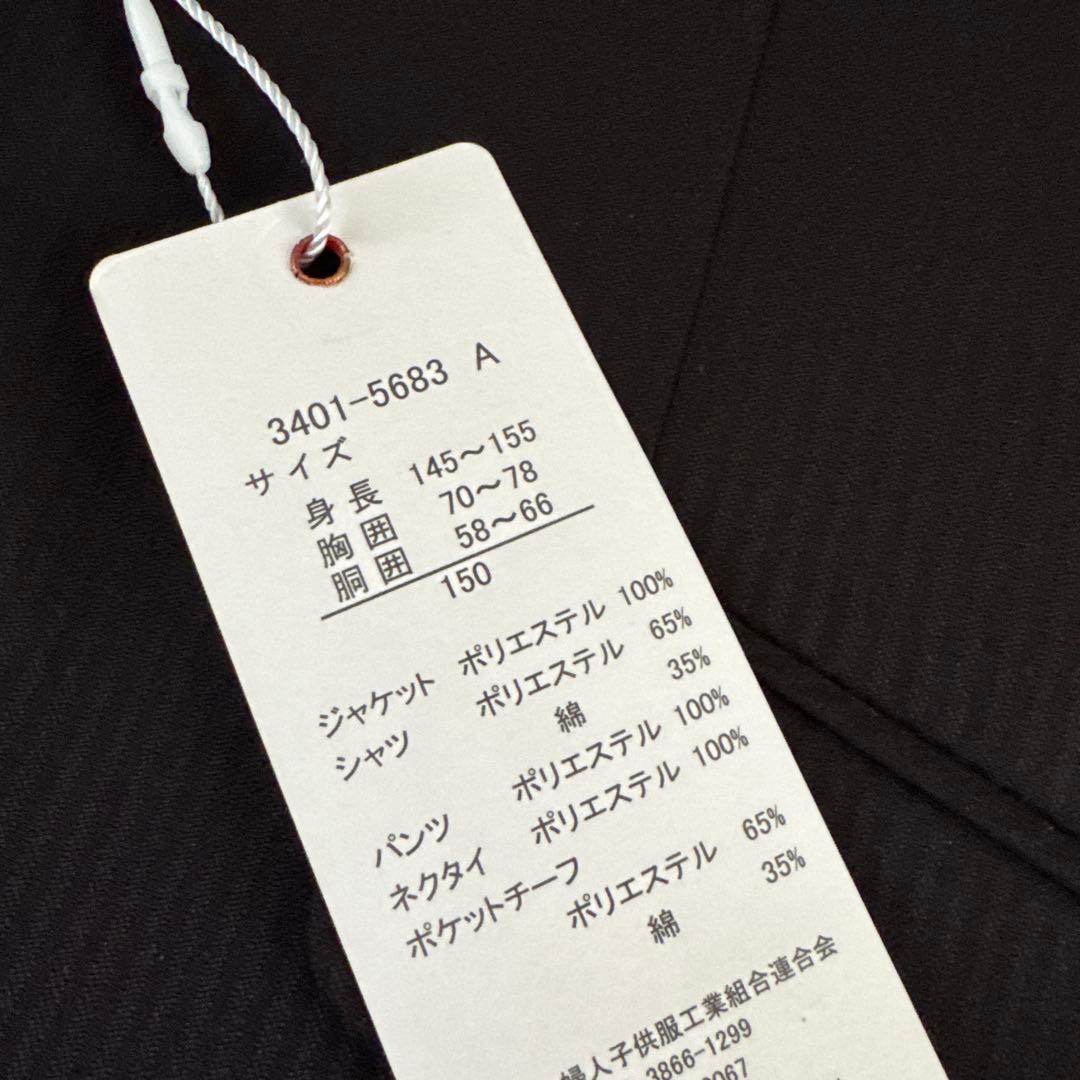 3401-5683 A
サイズ
身長 145～155
胸囲 70～78
胴囲 58～66
150
ジャケット ポリエステル 100%
シャツ ポリエステル 65%
綿 35%
パンツ ポリエステル 100%
ネクタイ ポリエステル 100%
ポケットチーフ
ポリエステル 65%
綿 35%
婦人子供服工業組合連合会
3866-1299